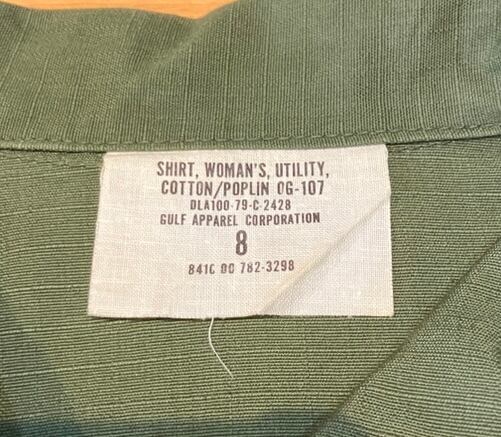 SHIRT, WOMAN'S, UTILITY,
COTTON/POPLIN OG-107
DLA100-79-C-2428
GULF APPAREL CORPORATION
8
8410 00 782-3298